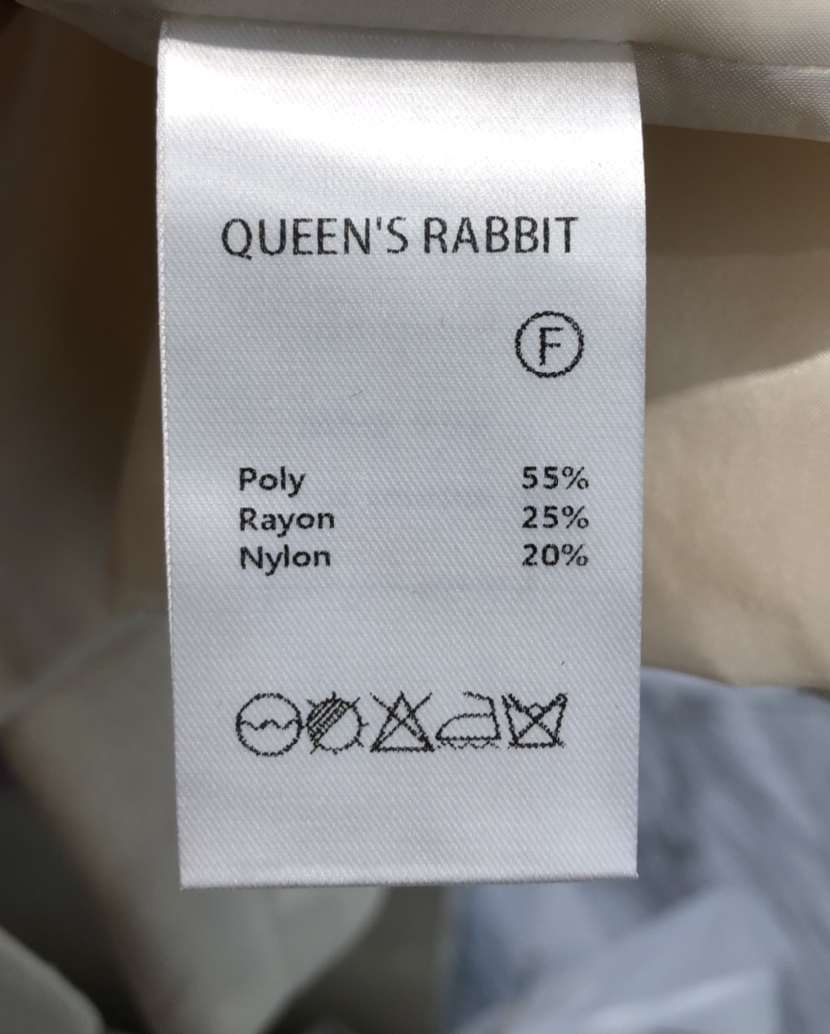 QUEEN'S RABBIT
F
Poly 55%
Rayon 25%
Nylon 20%